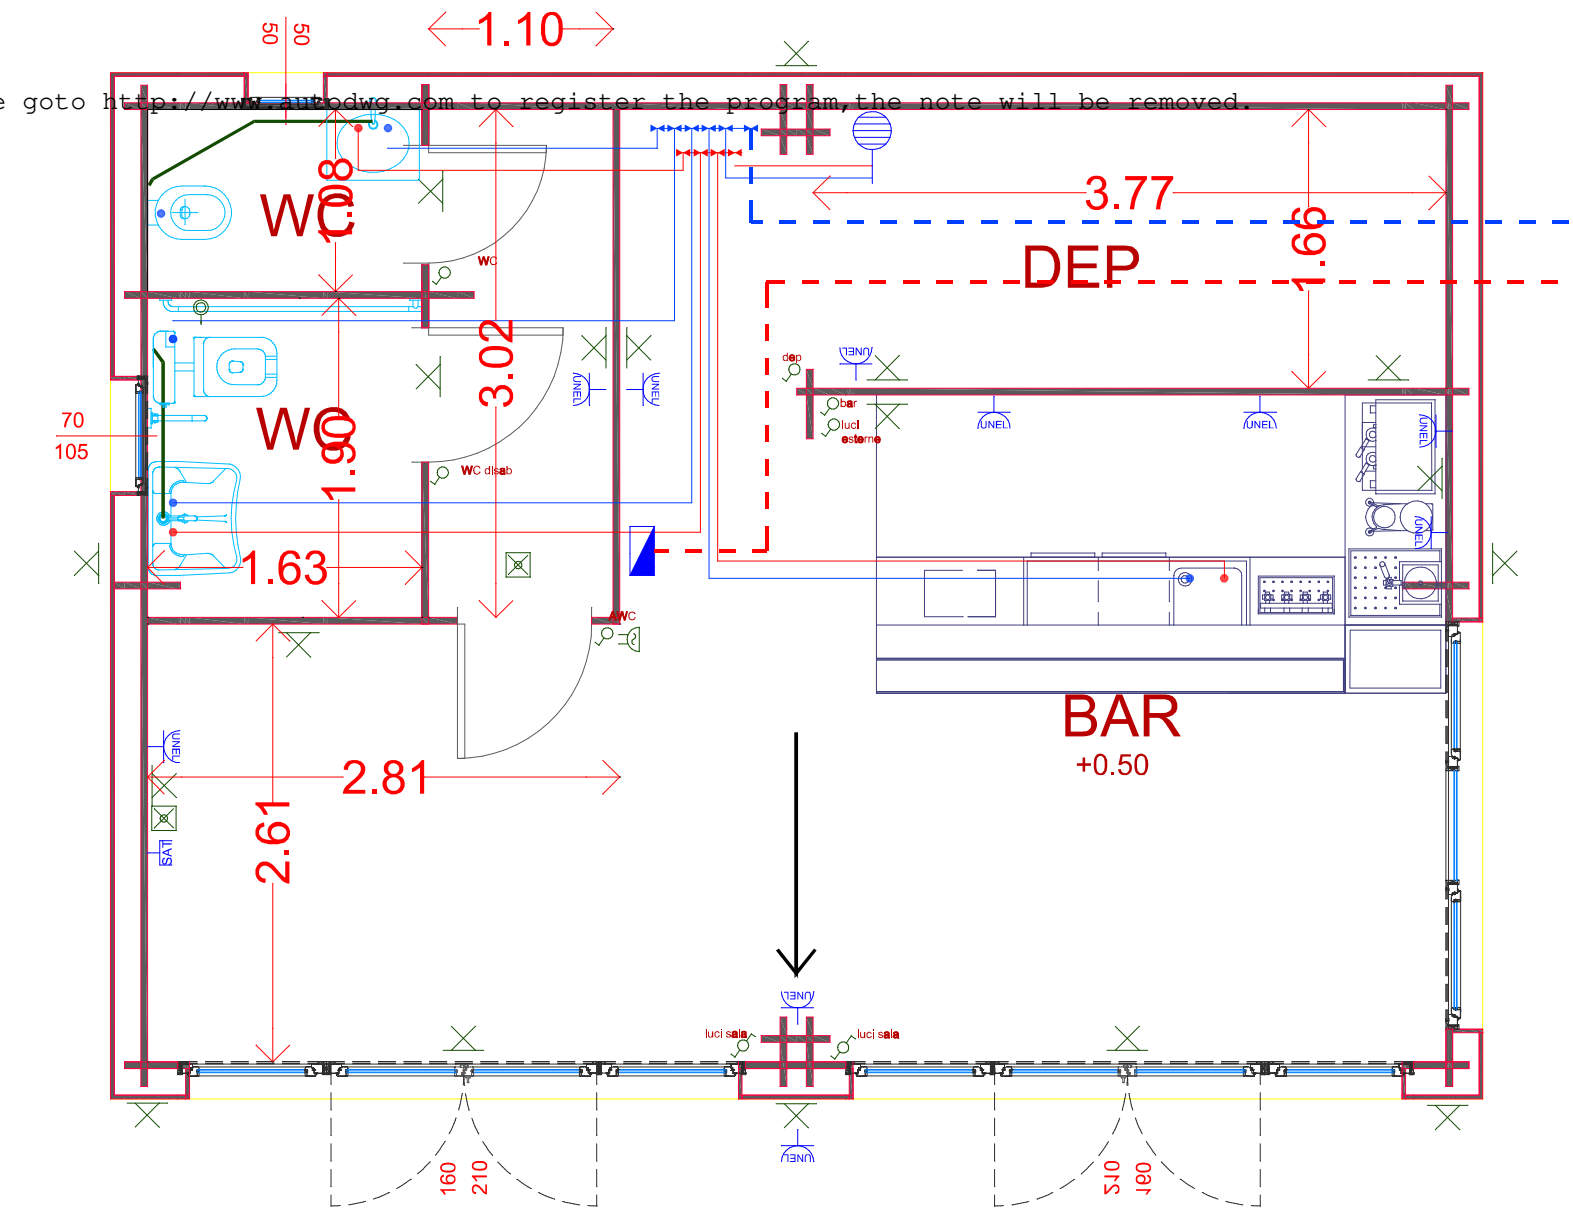 50
50
1.10
e goto http://www.autodwg.com to register the program,the note will be removed.
WC
1.08
3.77
1.66
DEP
WC
3.02
dep
UNEL
UNEL
UNEL
bar
luci
esterne
UNEL
UNEL
UNEL
70
105
WC
1.90
WC disab
UNEL
1.63
AWC
BAR
+0.50
UNEL
2.81
2.61
SAT
UNEL
luci sala
luci sala
UNEL
160
210
210
160